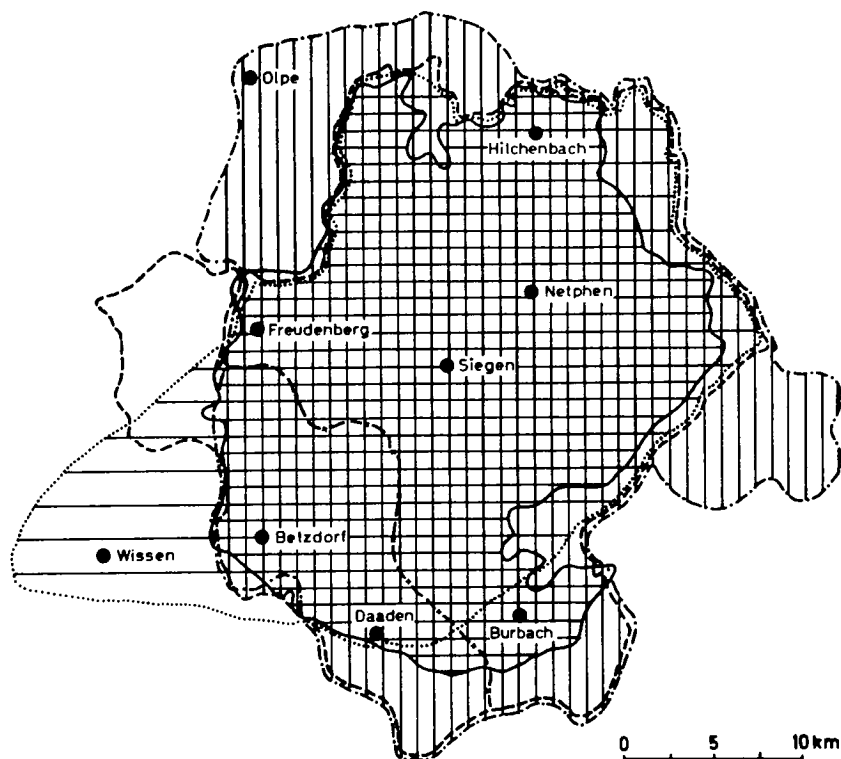 Olpe
Hilchenbach
Netphen
Freudenberg
Siegen
Betzdorf
Wissen
Daaden
Burbach
0 5 10 km